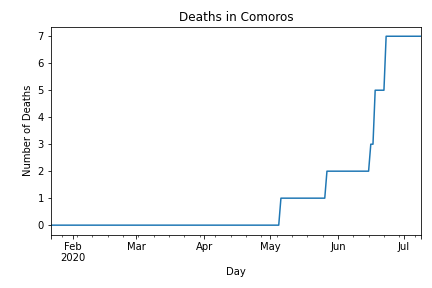 Deaths in Comoros
Number of Deaths
7
6
5
4
3
2
1
0
Feb
2020
Mar
Apr
May
Jun
Jul
Day